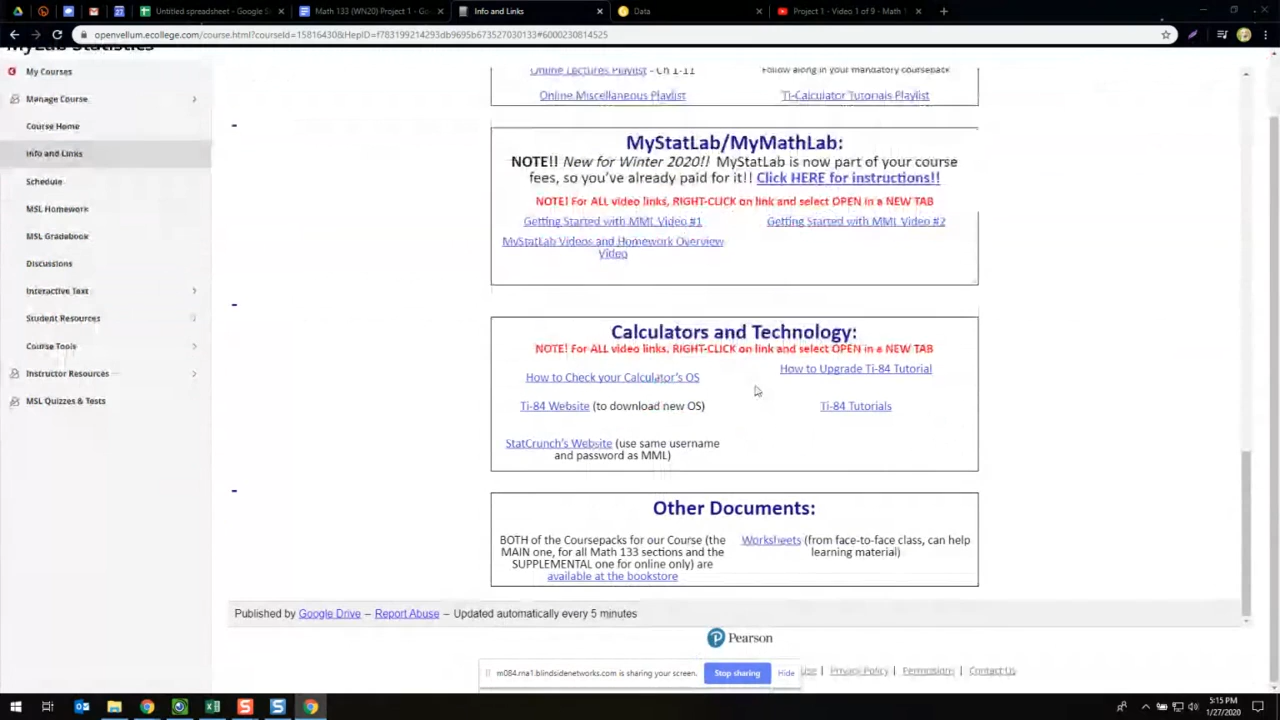 Untitled spreadsheet - Google S
Math 133 (WN20) Project 1 - Go
Info and Links
Data
Project 1 - Video 1 of 9 - Math 1
openvellum.ecollege.com/course.html?courseId=15816430&HepID=f783199214293db9695b673527030133#6000230814525
MyLab Statistics
My Courses
Manage Course
Course Home
Info and Links
Schedule
MSL Homework
MSL Gradebook
Discussions
Interactive Text
Student Resources
Course Tools
Instructor Resources
MSL Quizzes & Tests
Online Lectures Playlist - Ch 1-11
Follow along in your mandatory coursepack
Online Miscellaneous Playlist
Ti-Calculator Tutorials Playlist
MyStatLab/MyMathLab:
NOTE!! New for Winter 2020!! MyStatLab is now part of your course
fees, so you've already paid for it!! Click HERE for instructions!!
NOTE! For ALL video links, RIGHT-CLICK on link and select OPEN in a NEW TAB
Getting Started with MML Video #1
Getting Started with MML Video #2
MyStatLab Videos and Homework Overview
Video
Calculators and Technology:
NOTE! For ALL video links, RIGHT-CLICK on link and select OPEN in a NEW TAB
How to Check your Calculator's OS
How to Upgrade Ti-84 Tutorial
Ti-84 Website (to download new OS)
Ti-84 Tutorials
StatCrunch's Website (use same username
and password as MML)
Other Documents:
BOTH of the Coursepacks for our Course (the
MAIN one, for all Math 133 sections and the
SUPPLEMENTAL one for online only) are
available at the bookstore
Worksheets (from face-to-face class, can help
learning material)
Published by Google Drive – Report Abuse – Updated automatically every 5 minutes
Pearson
m084.rna1.blindsidenetworks.com is sharing your screen.
Stop sharing
Hide
Use | Privacy Policy | Permissions | Contact Us
5:15 PM
1/27/2020